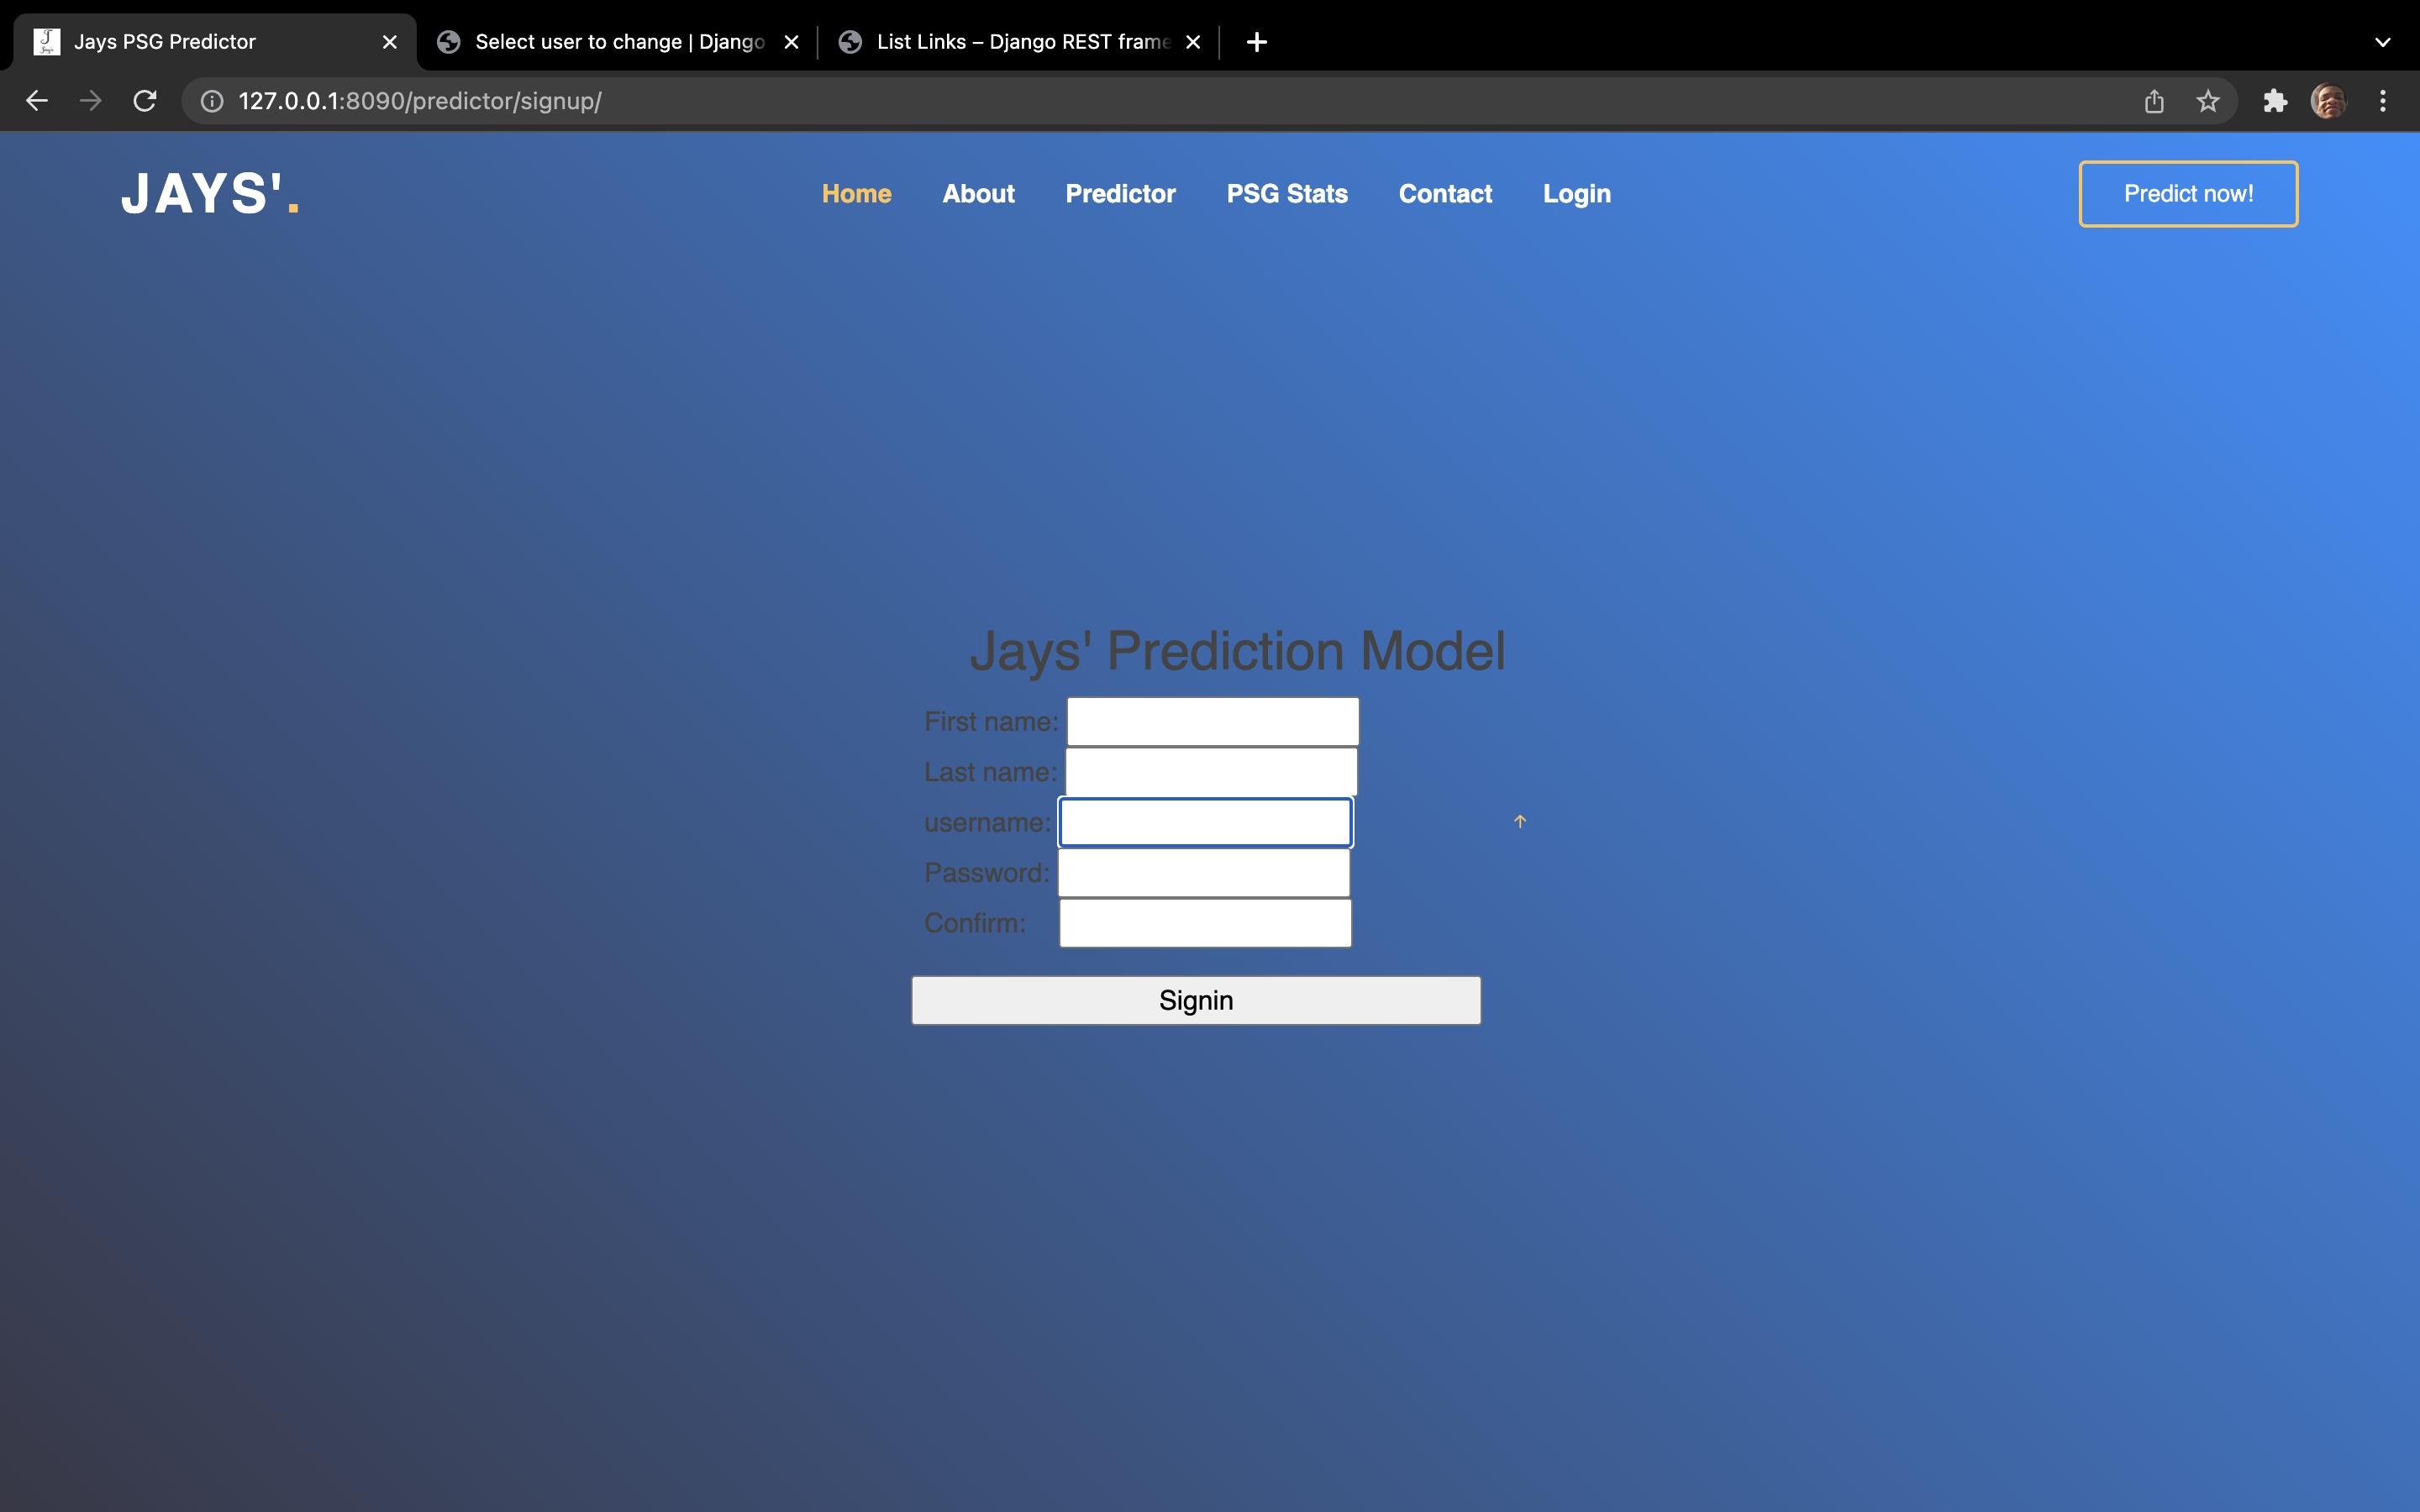 Jays PSG Predictor
Select user to change | Django
List Links – Django REST frame
127.0.0.1:8090/predictor/signup/
JAYS'.
Home About Predictor PSG Stats Contact Login
Predict now!
Jays' Prediction Model
First name:
Last name:
username:
Password:
Confirm:
Signin